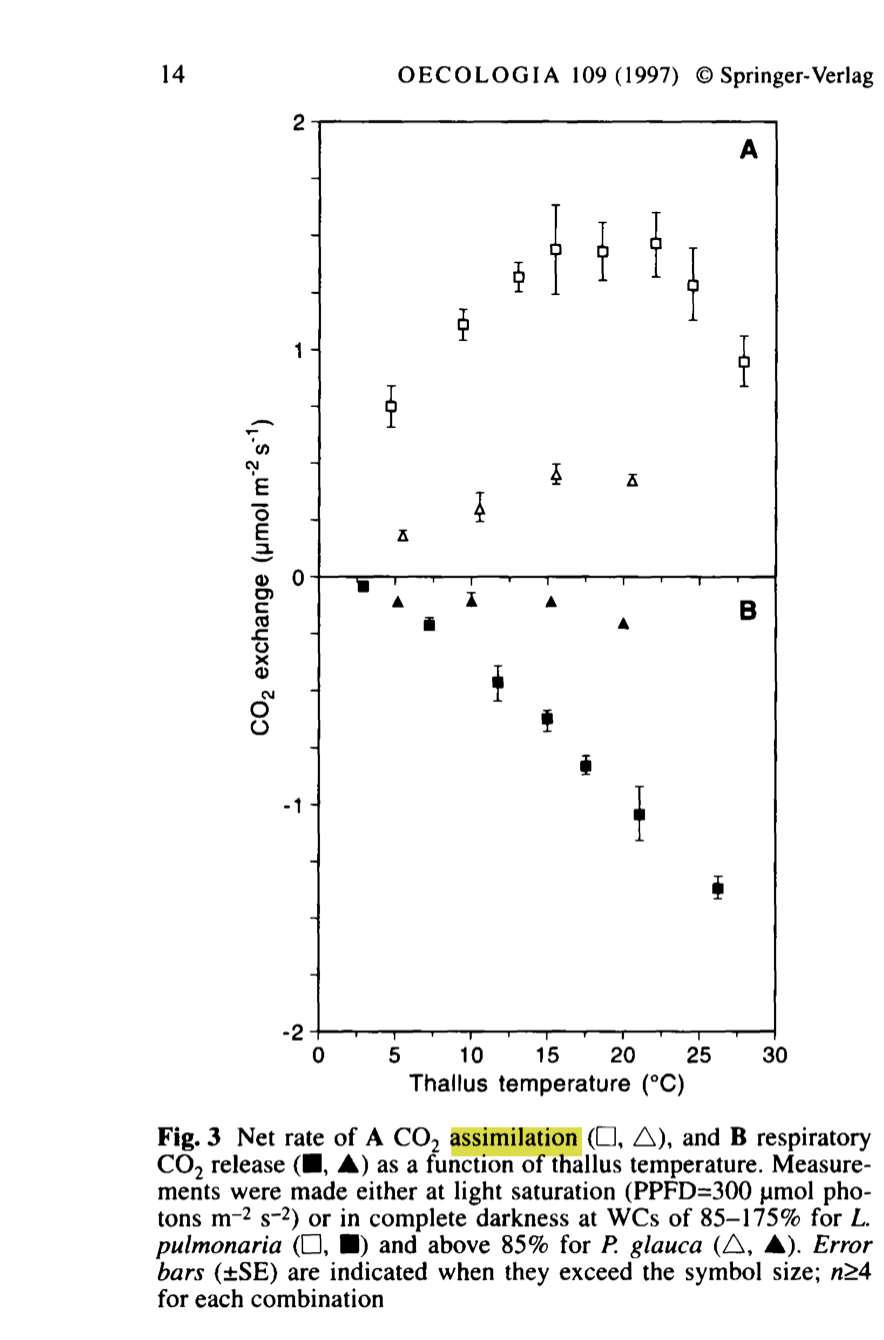 14 OECOLOGIA 109 (1997) © Springer-Verlag
2
A
1
CO₂ exchange (µmol m⁻² s⁻¹)
0
B
-1
-2
0 5 10 15 20 25 30
Thallus temperature (°C)
Fig. 3 Net rate of A CO₂ assimilation (□, △), and B respiratory
CO₂ release (■, ▲) as a function of thallus temperature. Measure-
ments were made either at light saturation (PPFD=300 µmol pho-
tons m⁻² s⁻²) or in complete darkness at WCs of 85–175% for L.
pulmonaria (□, ■) and above 85% for P. glauca (△, ▲). Error
bars (±SE) are indicated when they exceed the symbol size; n≥4
for each combination